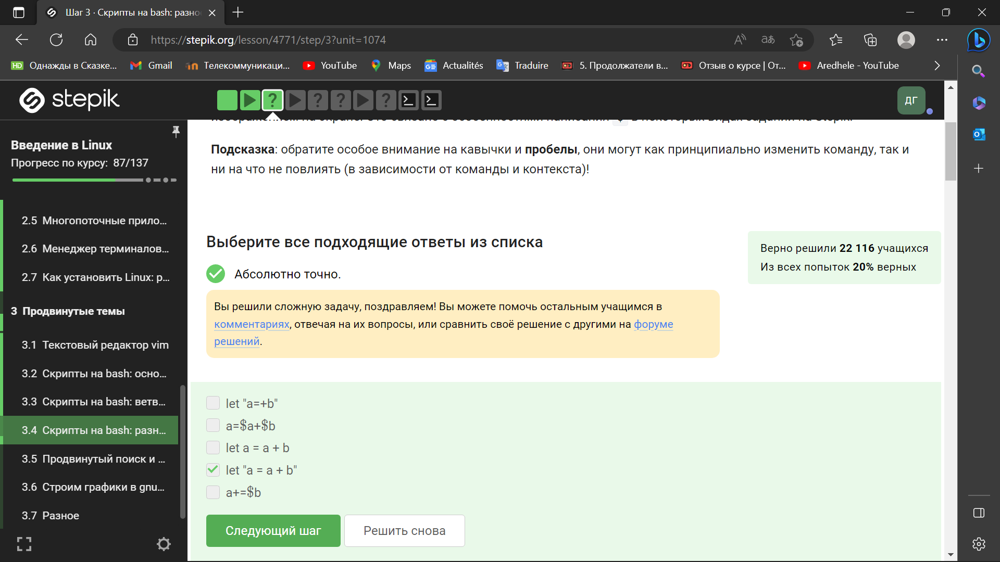 Шаг 3 · Скрипты на bash: разно
https://stepik.org/lesson/4771/step/3?unit=1074
Однажды в Сказке...
Gmail
Телекоммуникаци...
YouTube
Maps
Actualités
Traduire
5. Продолжатели в...
Отзыв о курсе | От...
Aredhele - YouTube
stepik
ДГ
Введение в Linux
Прогресс по курсу: 87/137
2.5 Многопоточные прило...
2.6 Менеджер терминалов...
2.7 Как установить Linux: р...
3 Продвинутые темы
3.1 Текстовый редактор vim
3.2 Скрипты на bash: осно...
3.3 Скрипты на bash: ветв...
3.4 Скрипты на bash: разн...
3.5 Продвинутый поиск и ...
3.6 Строим графики в gnu...
3.7 Разное
Подсказка: обратите особое внимание на кавычки и пробелы, они могут как принципиально изменить команду, так и
ни на что не повлиять (в зависимости от команды и контекста)!
Выберите все подходящие ответы из списка
Абсолютно точно.
Верно решили 22 116 учащихся
Из всех попыток 20% верных
Вы решили сложную задачу, поздравляем! Вы можете помочь остальным учащимся в
комментариях, отвечая на их вопросы, или сравнить своё решение с другими на форуме
решений.
let "a=+b"
a=$a+$b
let a = a + b
let "a = a + b"
a+=$b
Следующий шаг
Решить снова